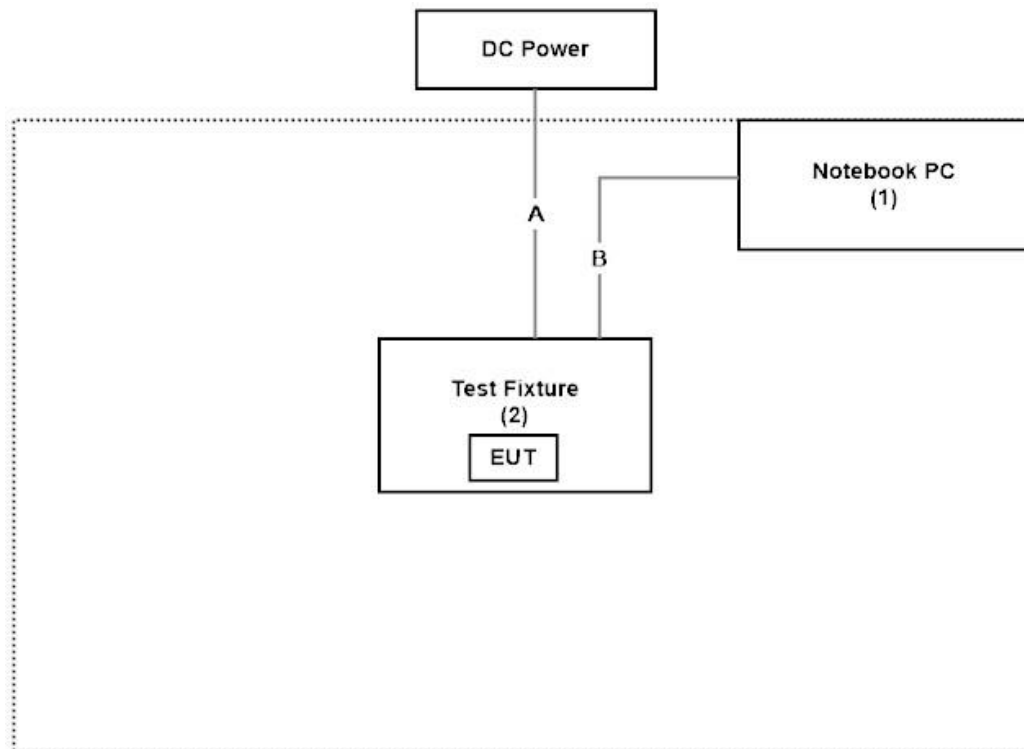 DC Power
Notebook PC
(1)
A
B
Test Fixture
(2)
EUT